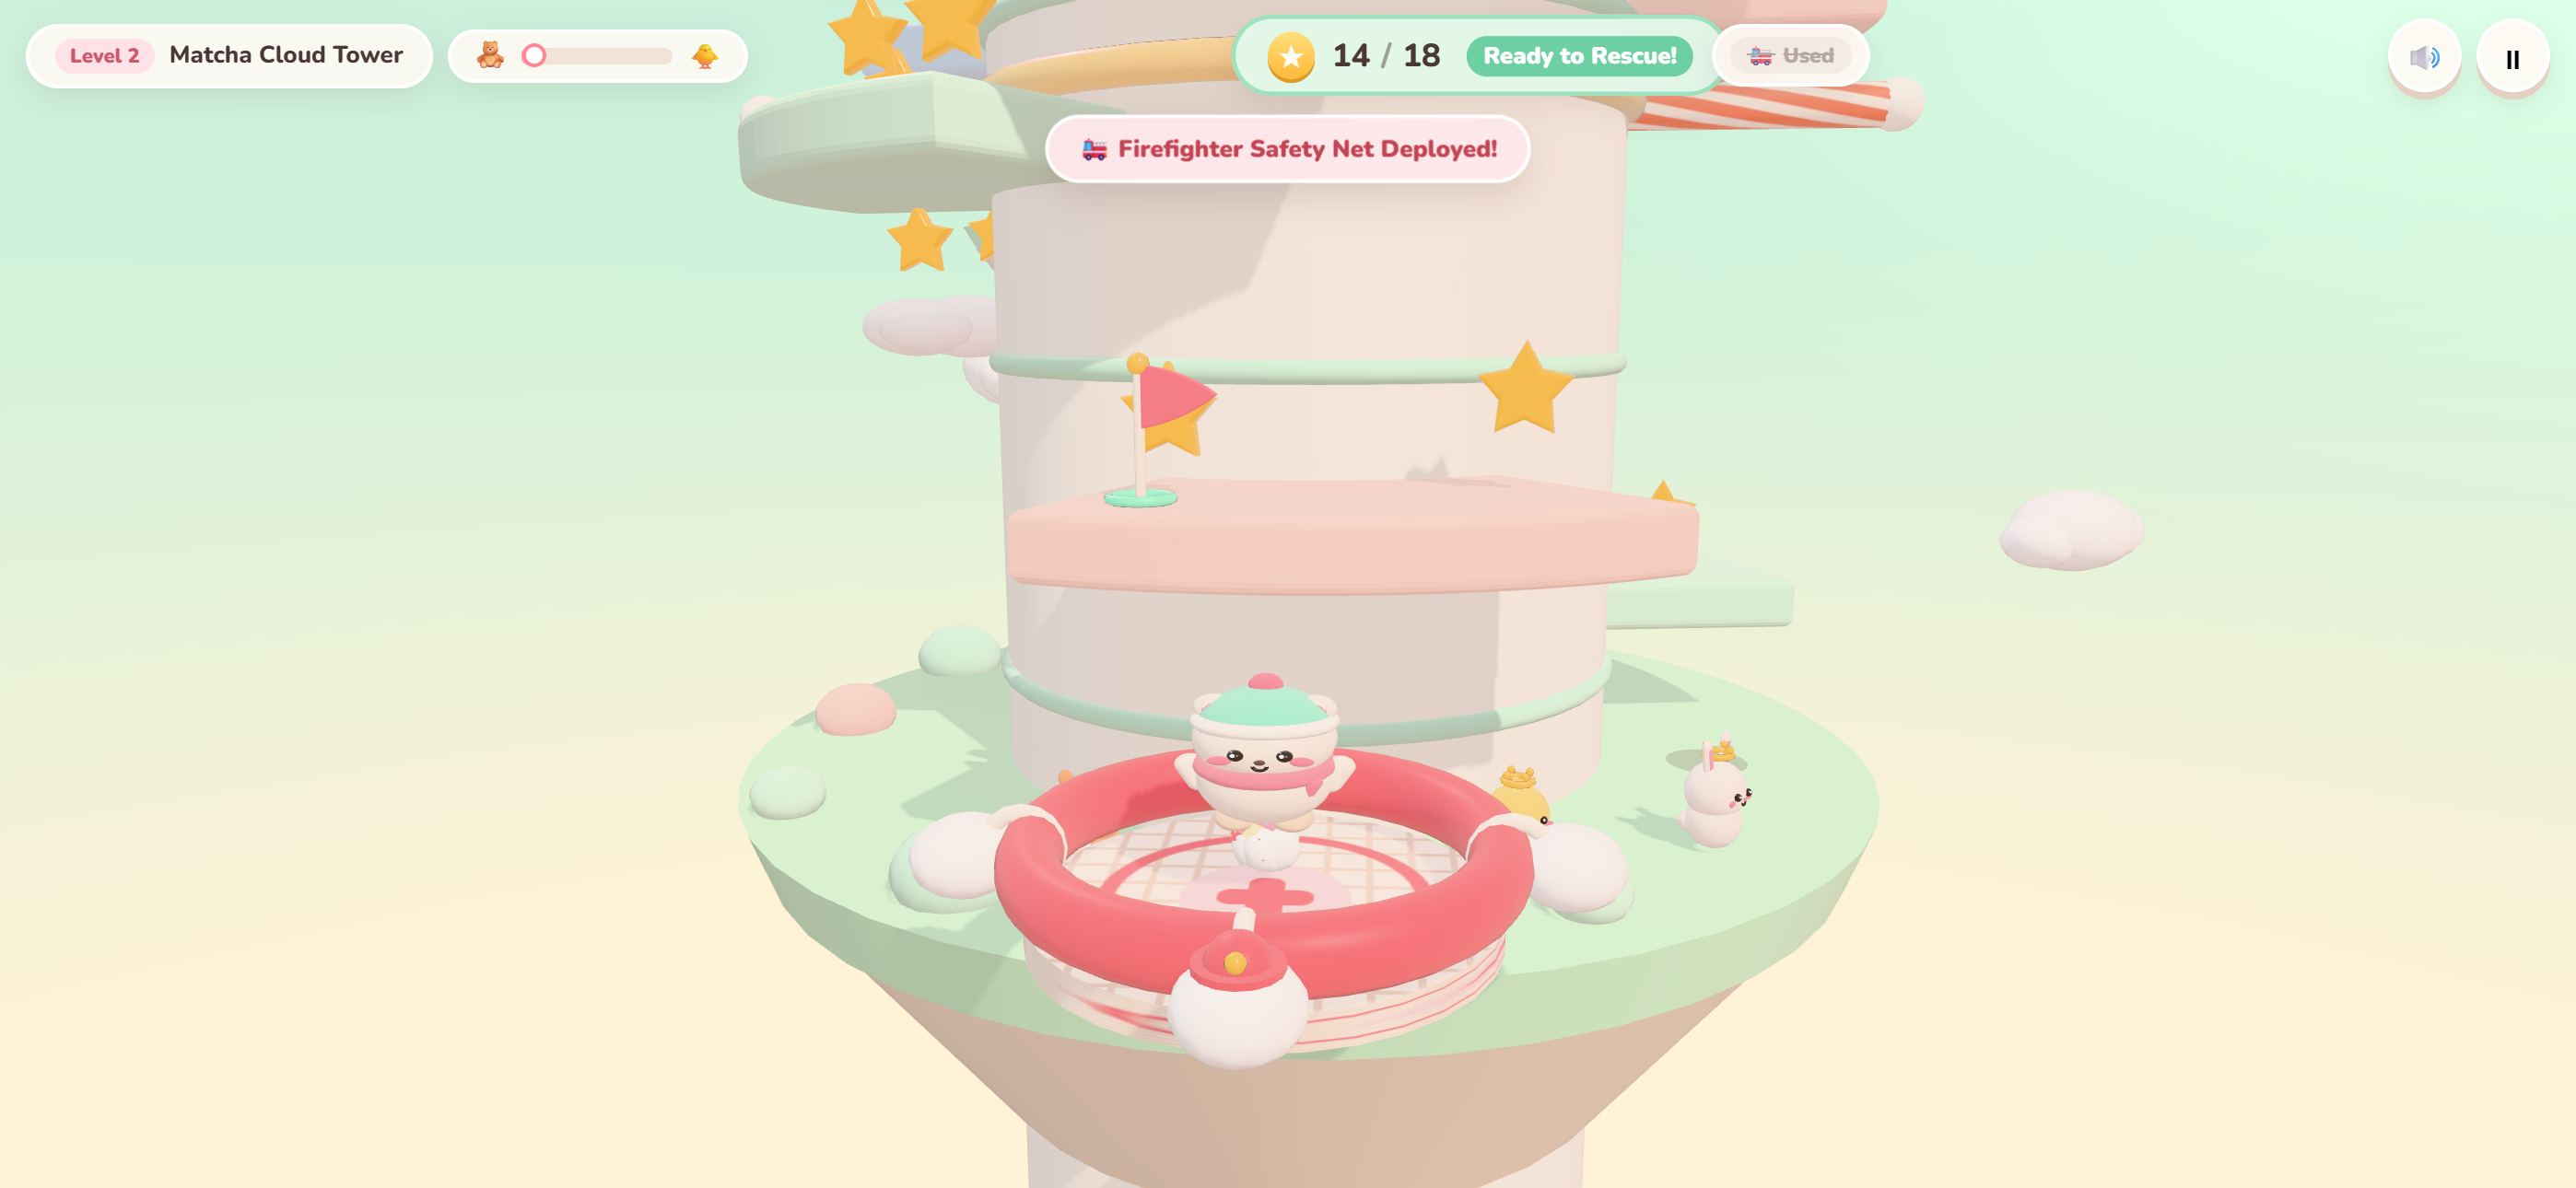 Level 2 Matcha Cloud Tower
14 / 18 Ready to Rescue! Used
Firefighter Safety Net Deployed!